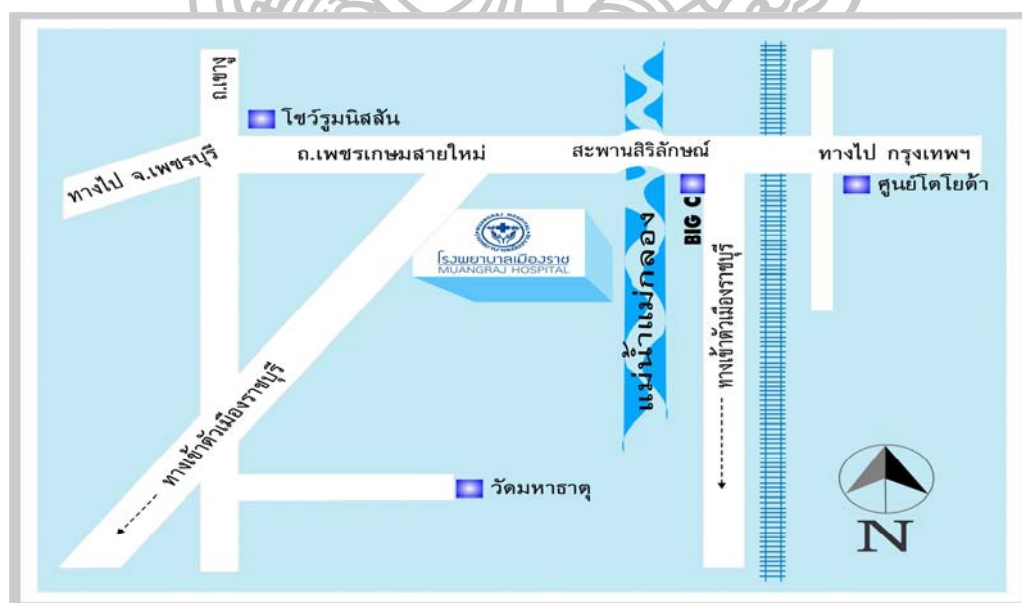 ถ.เขางู
โชว์รูมนิสสัน
ทางไป จ.เพชรบุรี
ถ.เพชรเกษมสายใหม่
สะพานสิริลักษณ์
ทางไป กรุงเทพฯ
ศูนย์โตโยต้า
BIG C
โรงพยาบาลเมืองราช
MUANGRAJ HOSPITAL
แม่น้ำแม่กลอง
ทางเข้าตัวเมืองราชบุรี
ทางเข้าตัวเมืองราชบุรี
วัดมหาธาตุ
N